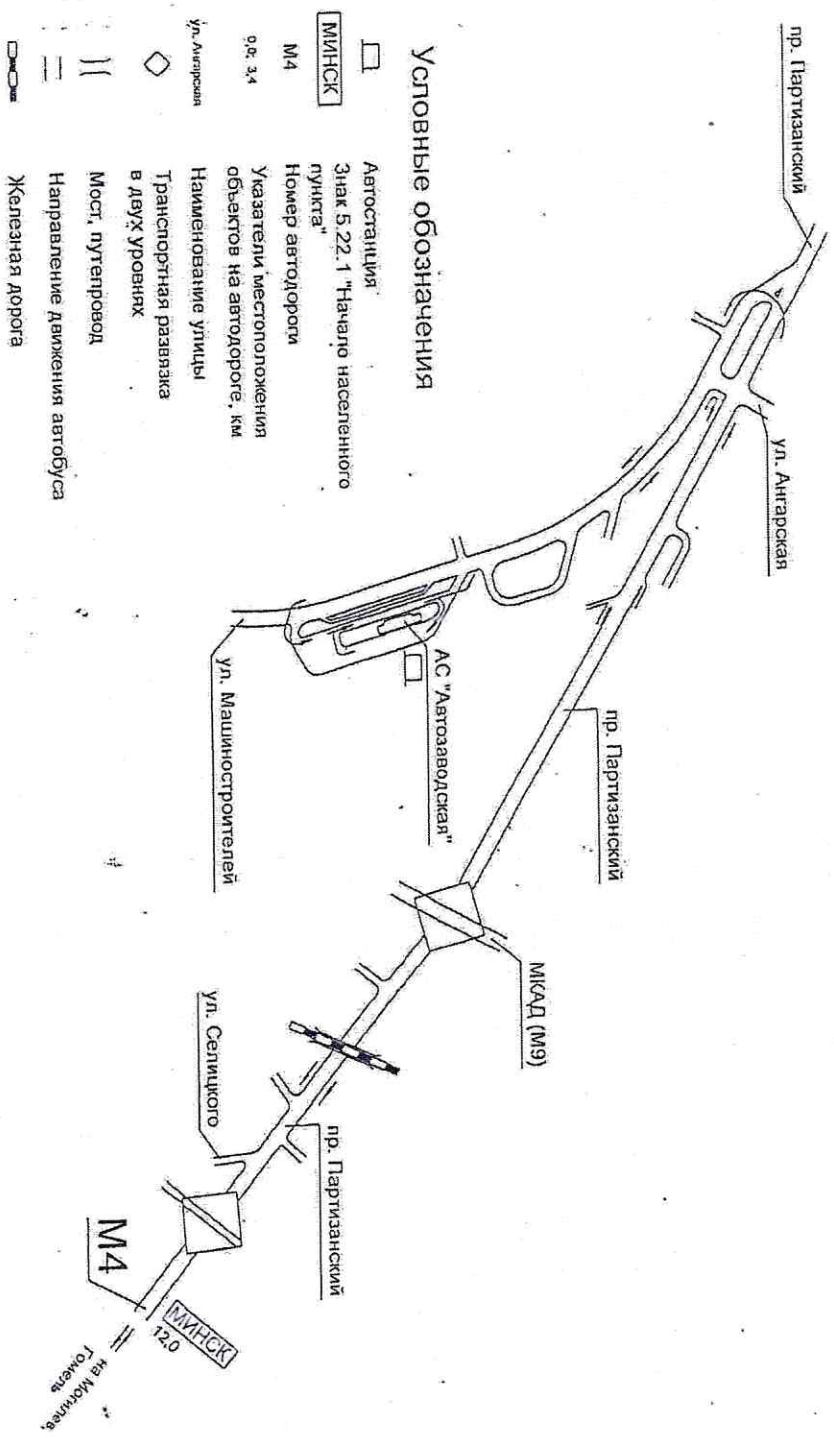 пр. Партизанский
ул. Ангарская
пр. Партизанский
МКАД (М9)
АС "Автозаводская"
ул. Машиностроителей
пр. Партизанский
ул. Селицкого
М4
МИНСК
12,0
на Могилев,
Гомель
Условные обозначения
Автостанция
МИНСК
Знак 5.22.1 "Начало населенного
пункта"
М4
Номер автодороги
0,0; 3,4
Указатели местоположения
объектов на автодороге, км
ул. Ангарская
Наименование улицы
Транспортная развязка
в двух уровнях
Мост, путепровод
Направление движения автобуса
Железная дорога